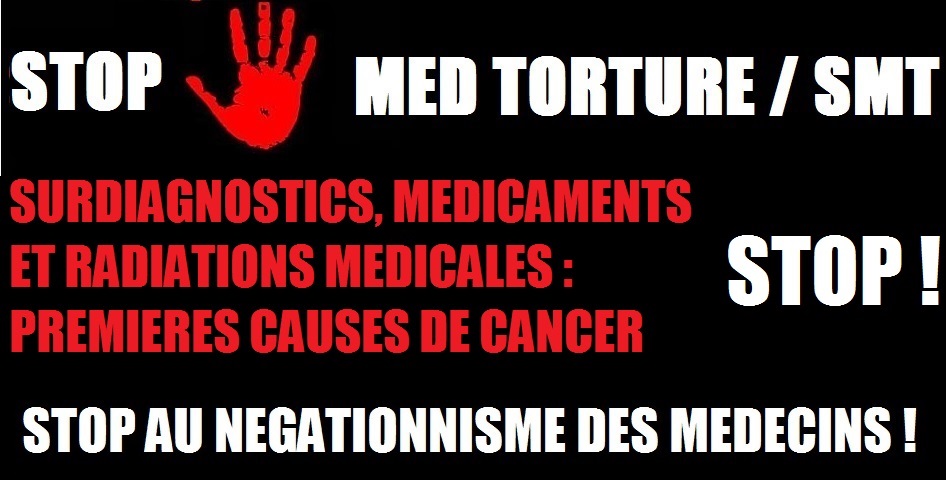 STOP
MED TORTURE / SMT
SURDIAGNOSTICS, MEDICAMENTS
ET RADIATIONS MEDICALES :
PREMIERES CAUSES DE CANCER
STOP !
STOP AU NEGATIONNISME DES MEDECINS !